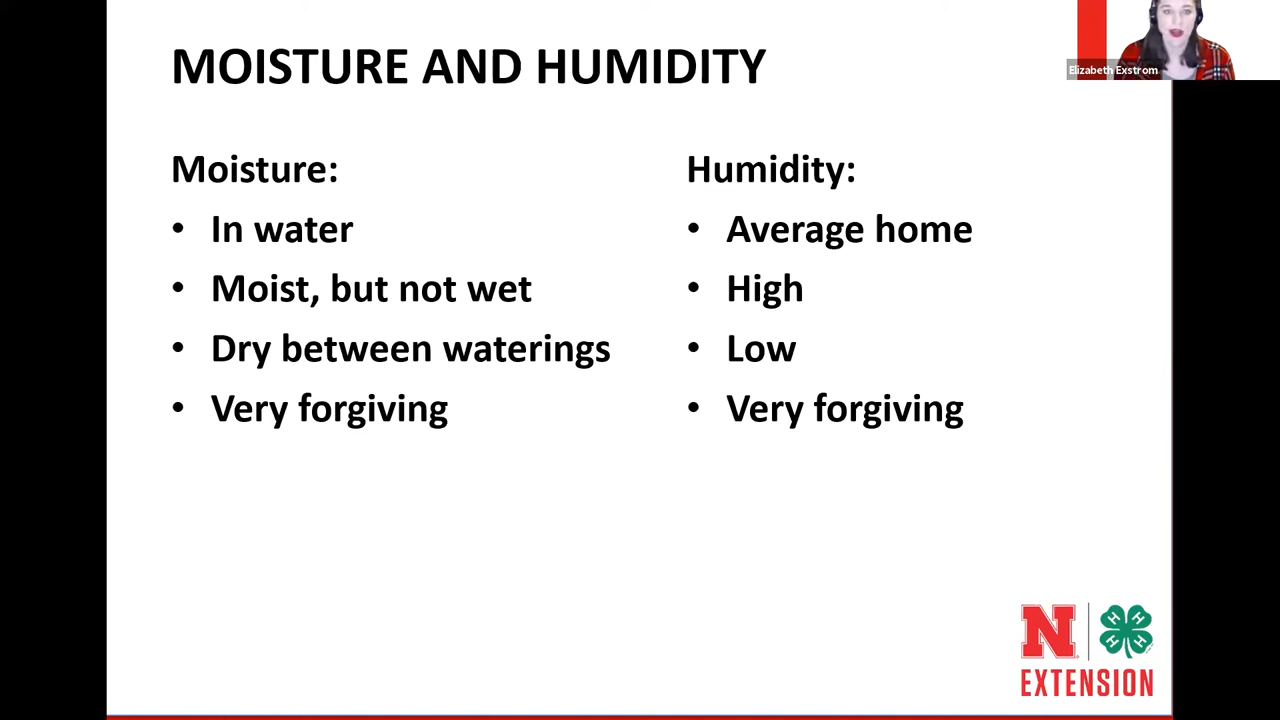 MOISTURE AND HUMIDITY
Elizabeth Exstrom
Moisture:
• In water
• Moist, but not wet
• Dry between waterings
• Very forgiving
Humidity:
• Average home
• High
• Low
• Very forgiving
N
H H H H
EXTENSION